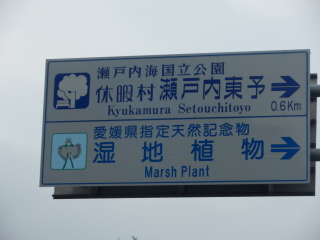 瀬戸内海国立公園
休暇村瀬戸内東予
Kyukamura Setouchitoyo
0.6Km
愛媛県指定天然記念物
湿地植物
Marsh Plant